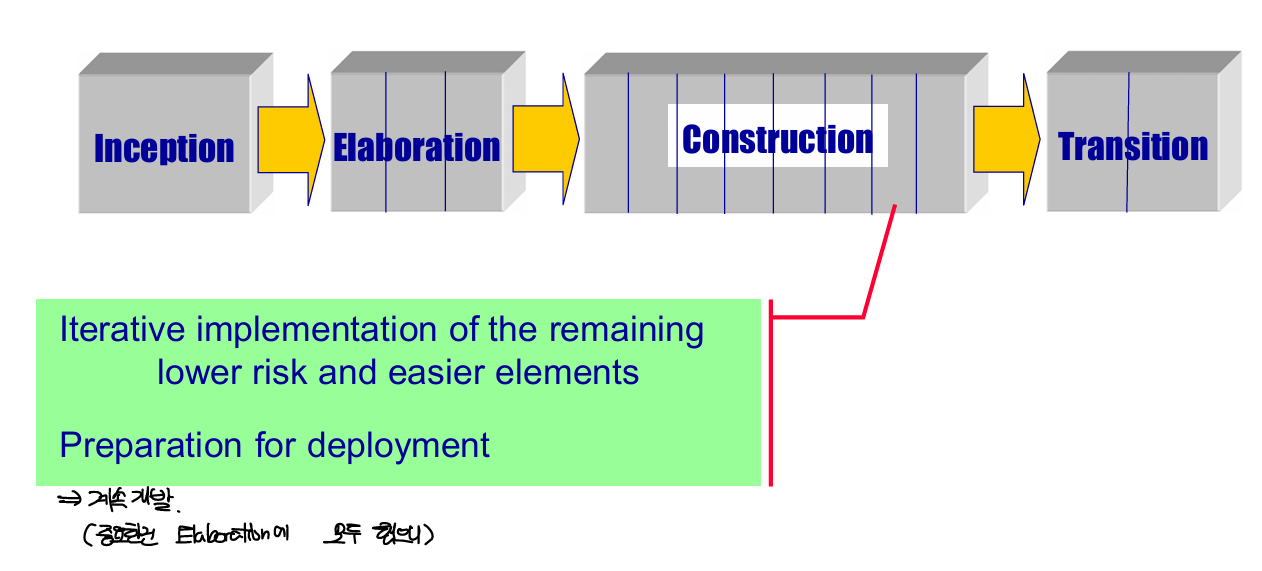 Inception
Elaboration
Construction
Transition
Iterative implementation of the remaining
lower risk and easier elements
Preparation for deployment
⇒ 계속 개발.
(중요한건 Elaboration에 모두 했으니)